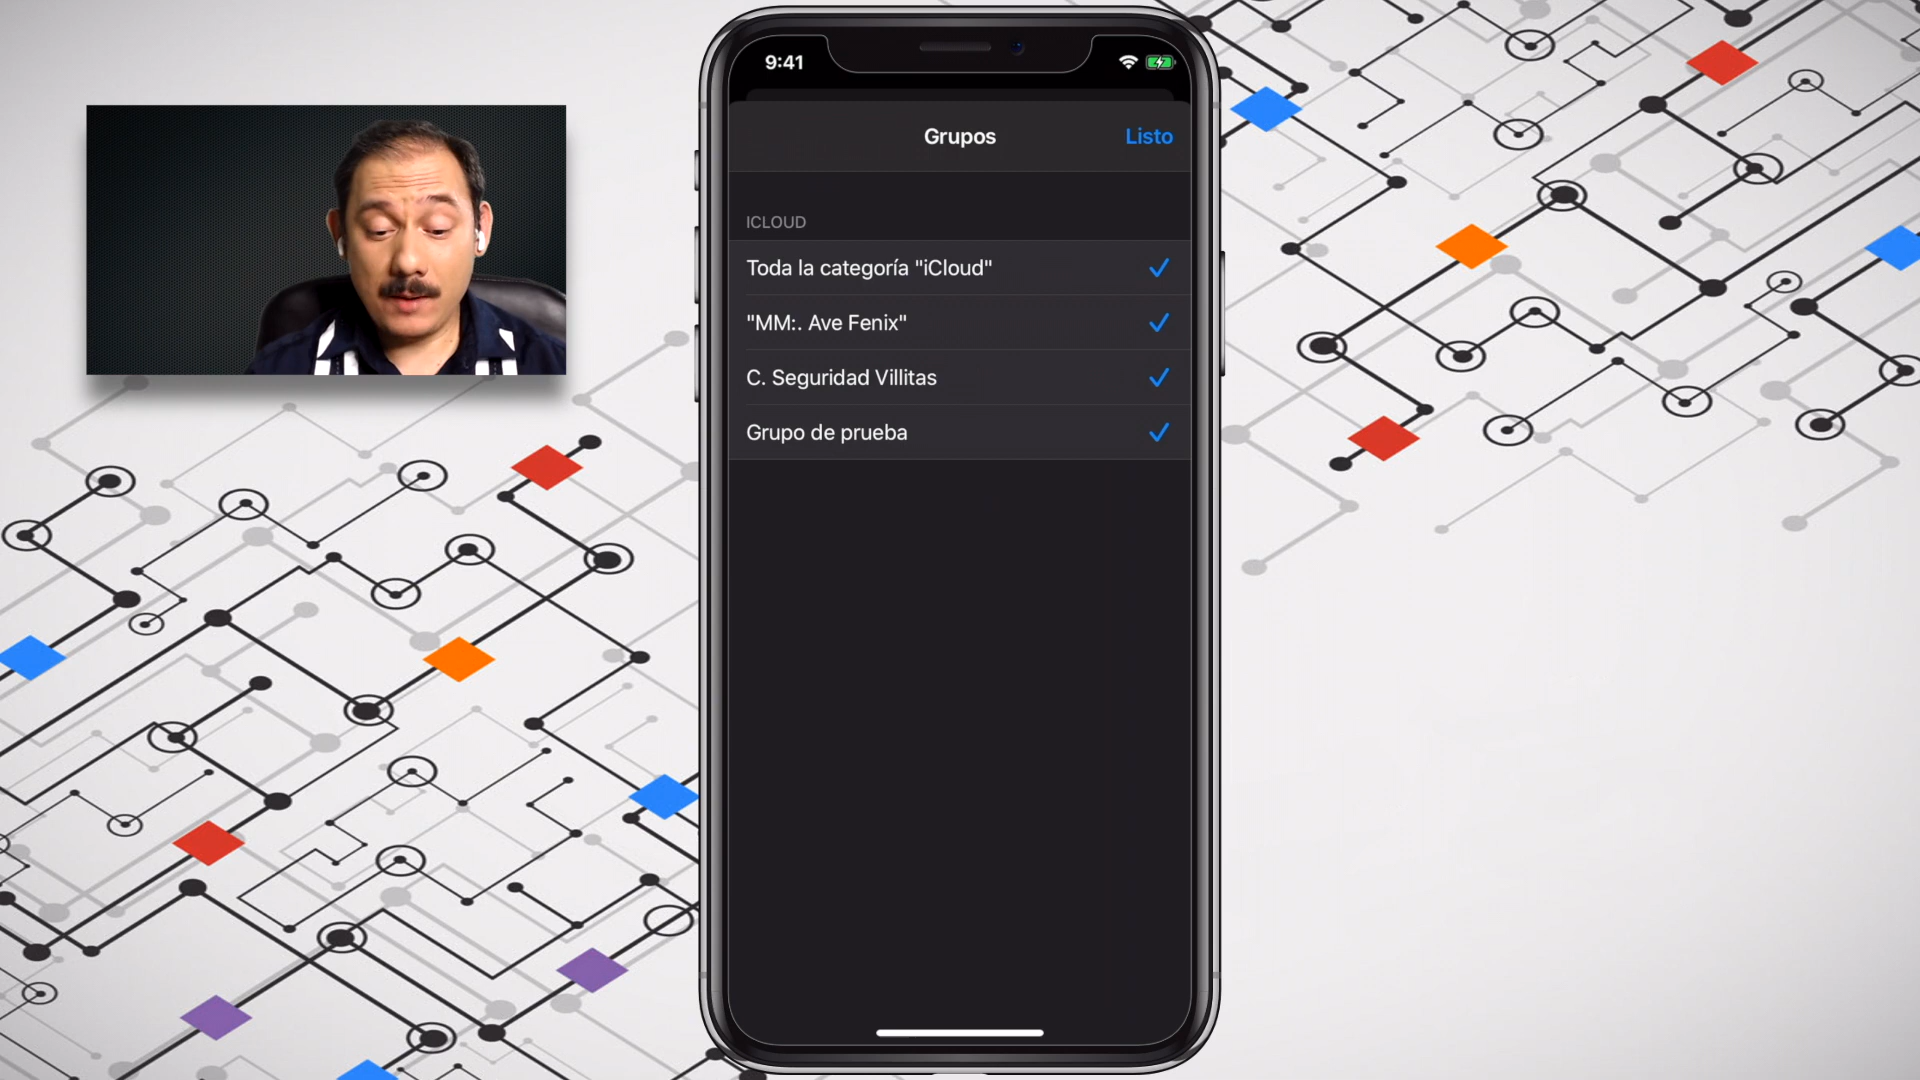 9:41
Grupos
Listo
ICLOUD
Toda la categoría "iCloud"
"MM:. Ave Fenix"
C. Seguridad Villitas
Grupo de prueba